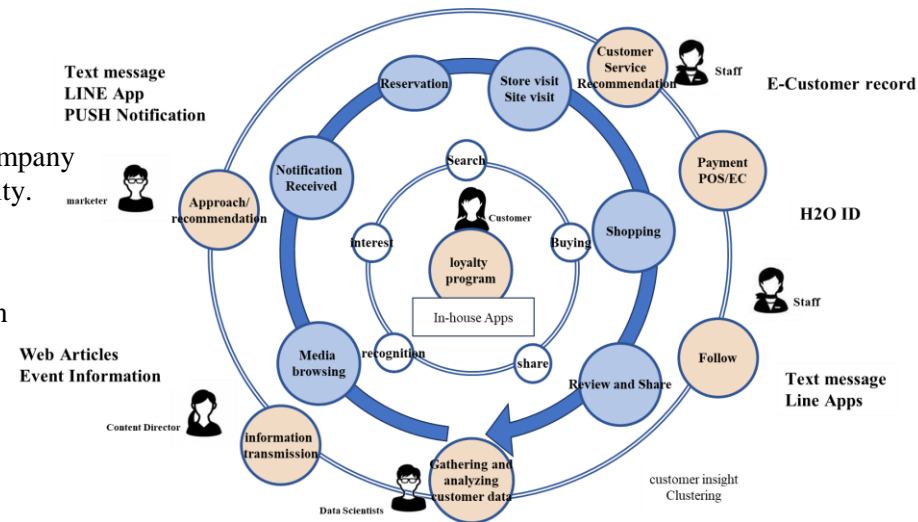 Text message
LINE App
PUSH Notification
Reservation
Store visit
Site visit
Customer
Service
Recommendation
Staff
E-Customer record
Notification
Received
Search
Payment
POS/EC
marketer
Approach/
recommendation
Customer
interest
Buying
Shopping
H2O ID
loyalty
program
Staff
In-house Apps
Web Articles
Event Information
Media
browsing
recognition
share
Review and Share
Follow
Text message
Line Apps
Content Director
information
transmission
Gathering and
analyzing
customer data
Data Scientists
customer insight
Clustering